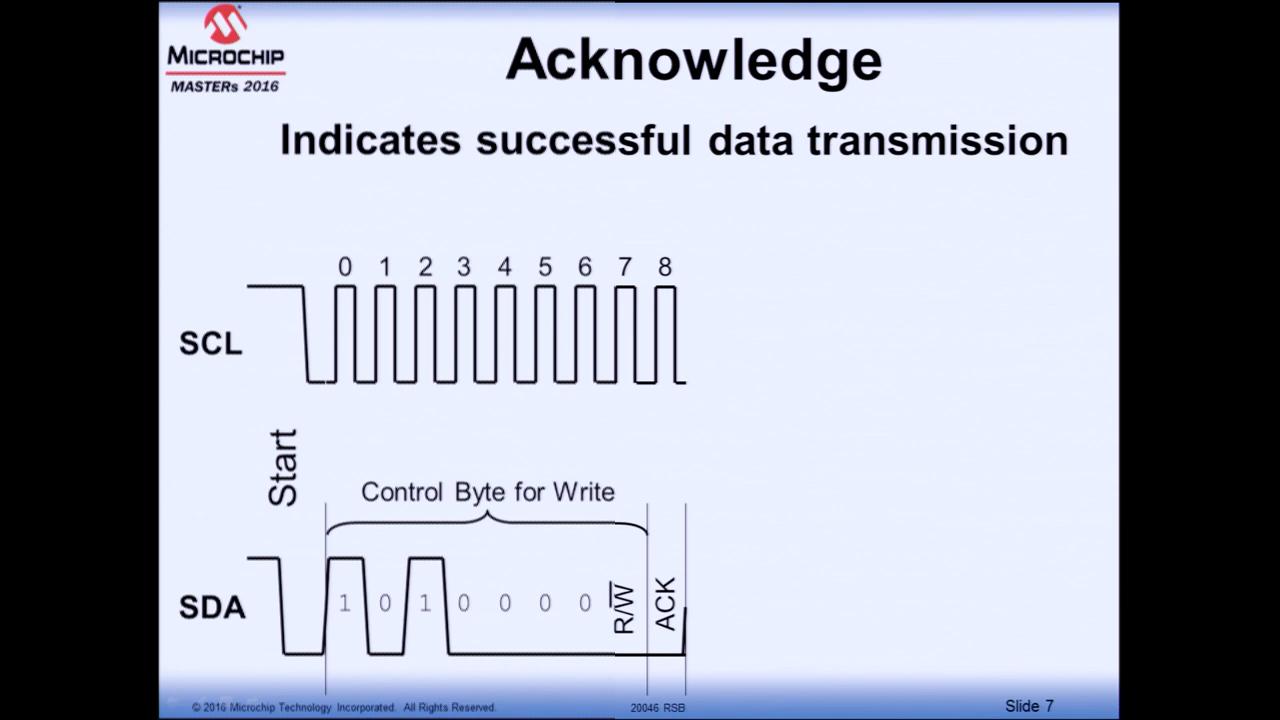 MICROCHIP
MASTERs 2016
Acknowledge
Indicates successful data transmission
0 1 2 3 4 5 6 7 8
SCL
Start
Control Byte for Write
SDA
1 0 1 0 0 0 0 R/W ACK
© 2016 Microchip Technology Incorporated. All Rights Reserved.
20046 RSB
Slide 7